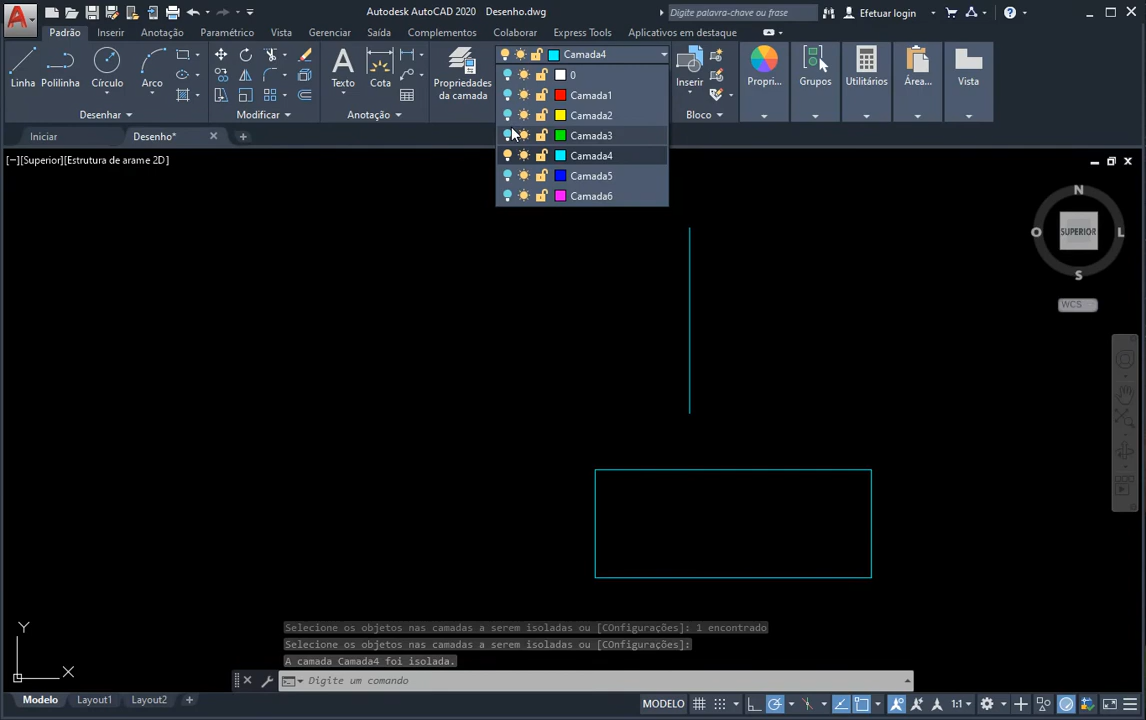 Autodesk AutoCAD 2020 Desenho.dwg
Digite palavra-chave ou frase
Efetuar login
Padrão Inserir Anotação Paramétrico Vista Gerenciar Saída Complementos Colaborar Express Tools Aplicativos em destaque
Linha Polilinha Círculo Arco Texto Cota Propriedades da camada Inserir Propri... Grupos Utilitários Área... Vista
Desenhar Modificar Anotação Bloco
Camada4
0
Camada1
Camada2
Camada3
Camada4
Camada5
Camada6
Iniciar Desenho*
[−][Superior][Estrutura de arame 2D]
N
O SUPERIOR L
S
WCS
Y
X
Selecione os objetos nas camadas a serem isoladas ou [COnfigurações]: 1 encontrado
Selecione os objetos nas camadas a serem isoladas ou [COnfigurações]:
A camada Camada4 foi isolada.
Digite um comando
Modelo Layout1 Layout2 MODELO 1:1